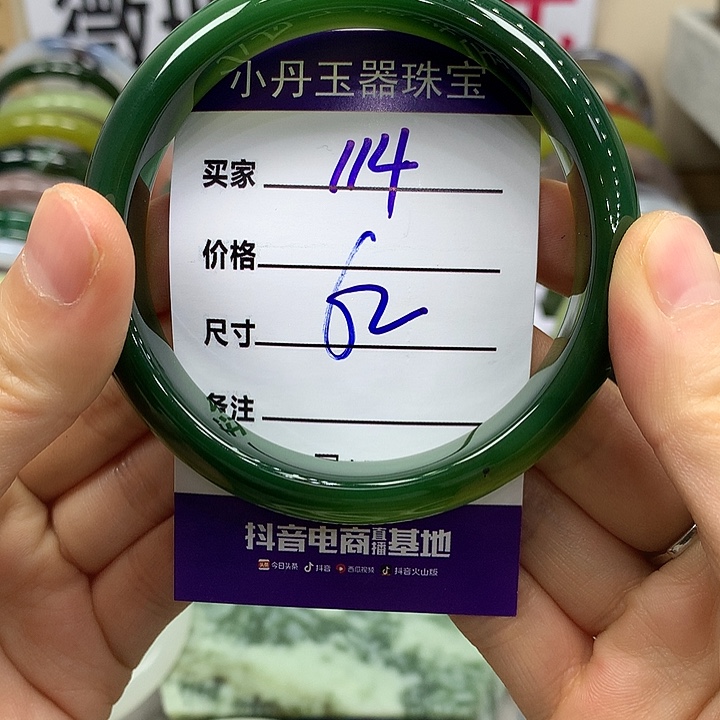 小丹玉器珠宝
买家 114
价格
尺寸 62
备注
抖音电商直播基地
今日头条 抖音 西瓜视频 抖音火山版